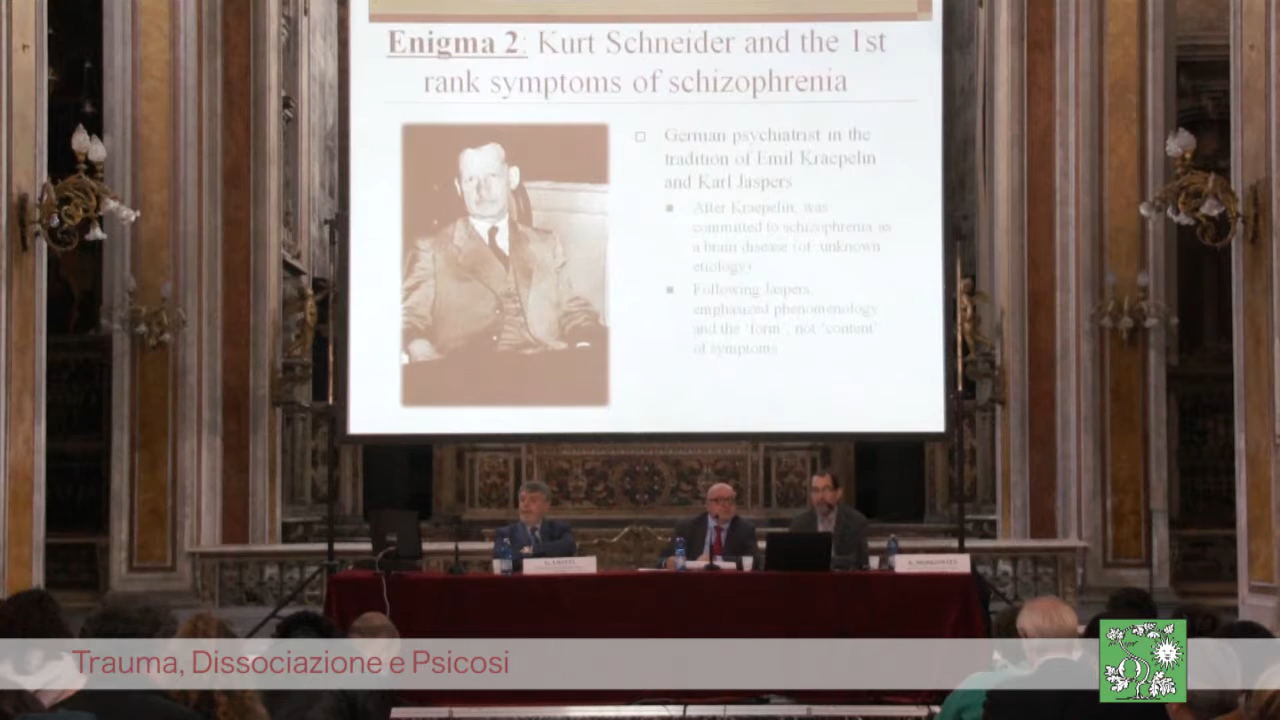 Enigma 2: Kurt Schneider and the 1st
rank symptoms of schizophrenia
German psychiatrist in the
tradition of Emil Kraepelin
and Karl Jaspers
After Kraepelin, was
committed to schizophrenia as
a brain disease (of unknown
etiology)
Following Jaspers,
emphasized phenomenology
and the "form", not "content"
of symptoms
Trauma, Dissociazione e Psicosi